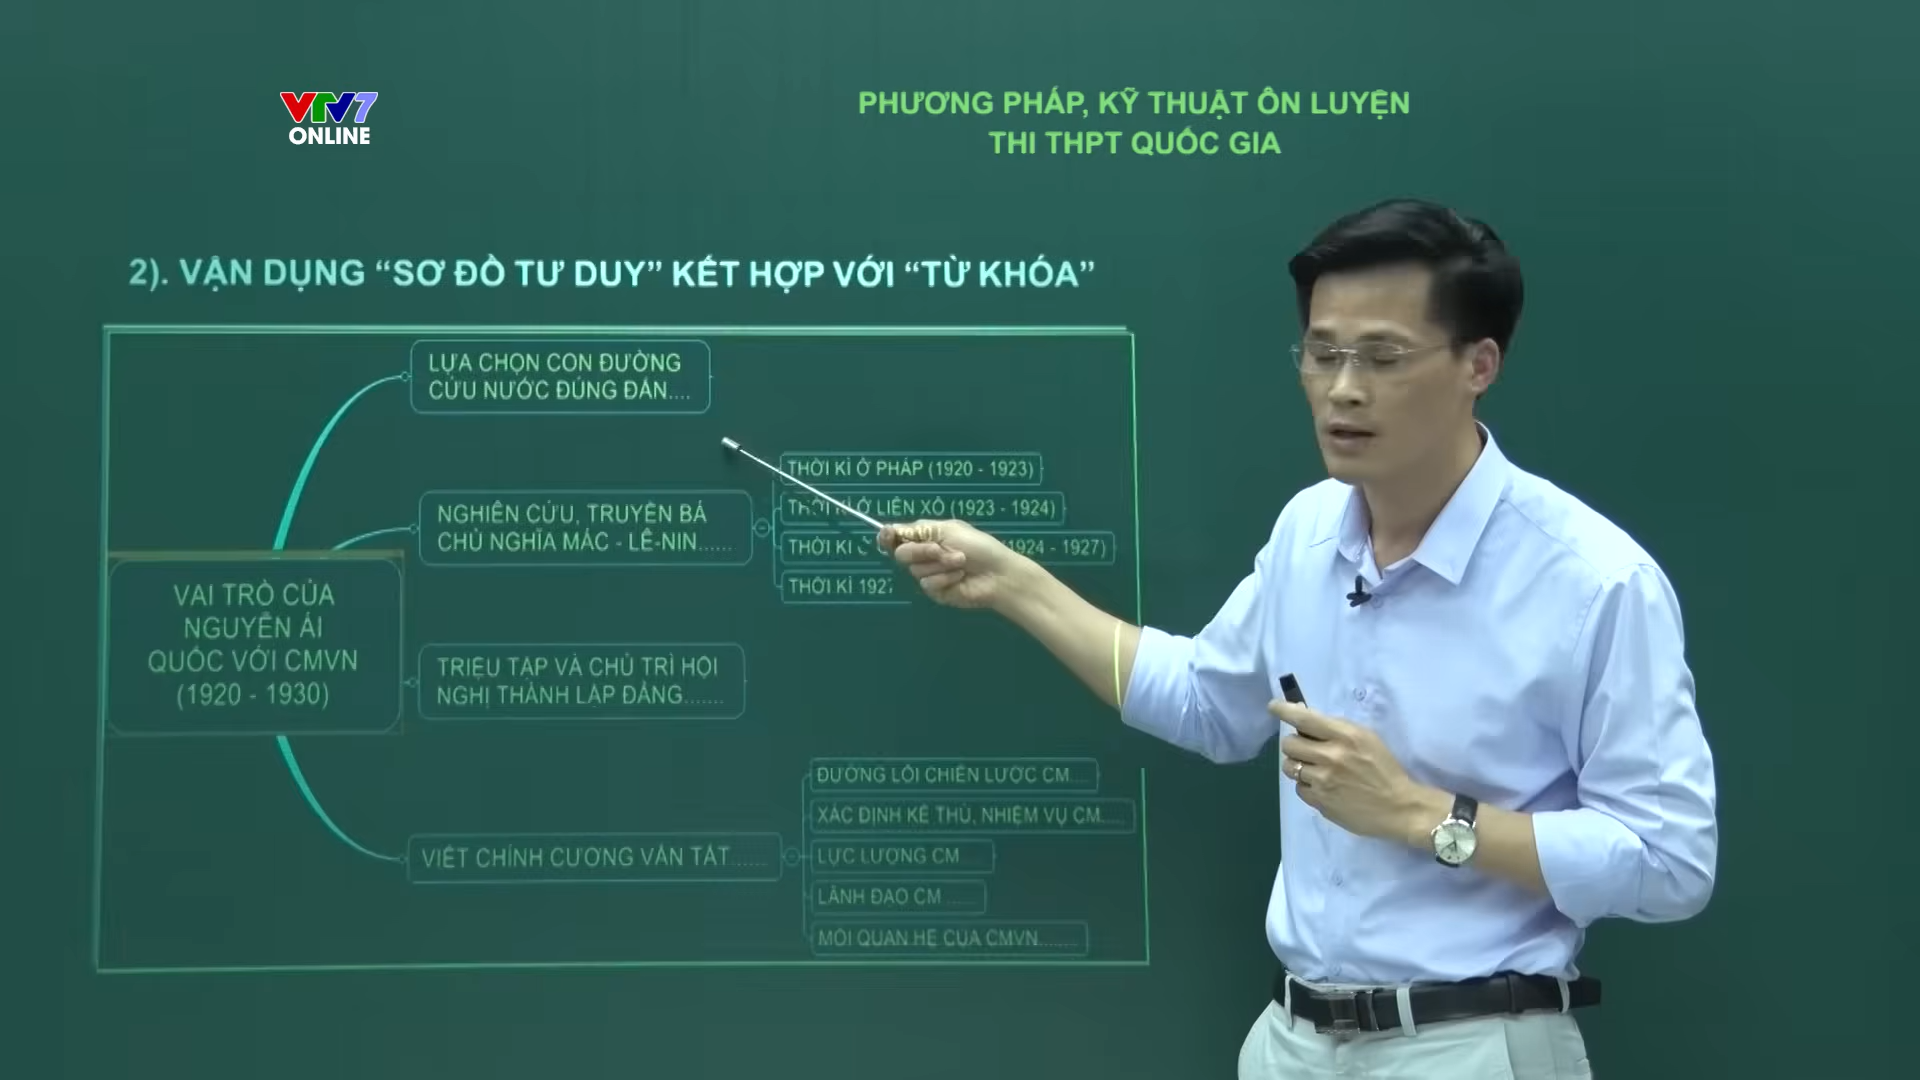 VTV7
ONLINE
PHƯƠNG PHÁP, KỸ THUẬT ÔN LUYỆN
THI THPT QUỐC GIA
2). VẬN DỤNG “SƠ ĐỒ TƯ DUY” KẾT HỢP VỚI “TỪ KHÓA”
VAI TRÒ CỦA
NGUYỄN ÁI
QUỐC VỚI CMVN
(1920 - 1930)
LỰA CHỌN CON ĐƯỜNG
CỨU NƯỚC ĐÚNG ĐẮN....
NGHIÊN CỨU, TRUYỀN BÁ
CHỦ NGHĨA MÁC - LÊ-NIN......
THỜI KÌ Ở PHÁP (1920 - 1923)
THỜI KÌ Ở LIÊN XÔ (1923 - 1924)
THỜI KÌ Ở (1924 - 1927)
THỜI KÌ 1927
TRIỆU TẬP VÀ CHỦ TRÌ HỘI
NGHỊ THÀNH LẬP ĐẢNG.......
VIẾT CHÍNH CƯƠNG VẮN TẮT......
ĐƯỜNG LỐI CHIẾN LƯỢC CM....
XÁC ĐỊNH KẺ THÙ, NHIỆM VỤ CM.....
LỰC LƯỢNG CM....
LÃNH ĐẠO CM ......
MỐI QUAN HỆ CỦA CMVN........